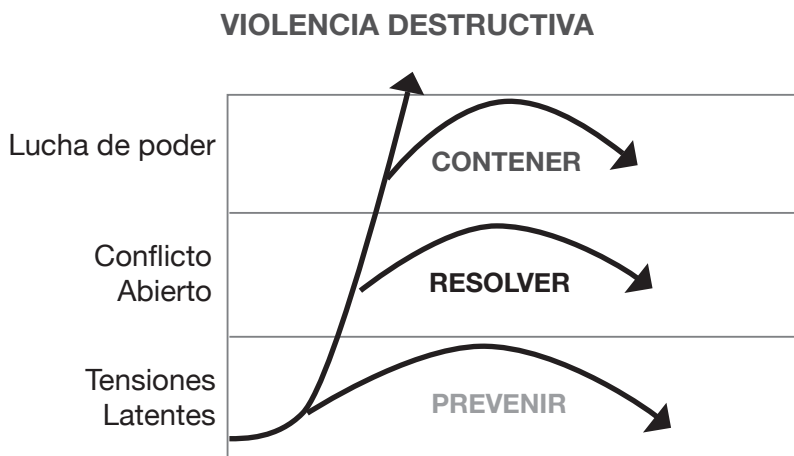 VIOLENCIA DESTRUCTIVA
Lucha de poder
CONTENER
Conflicto
Abierto
RESOLVER
Tensiones
Latentes
PREVENIR